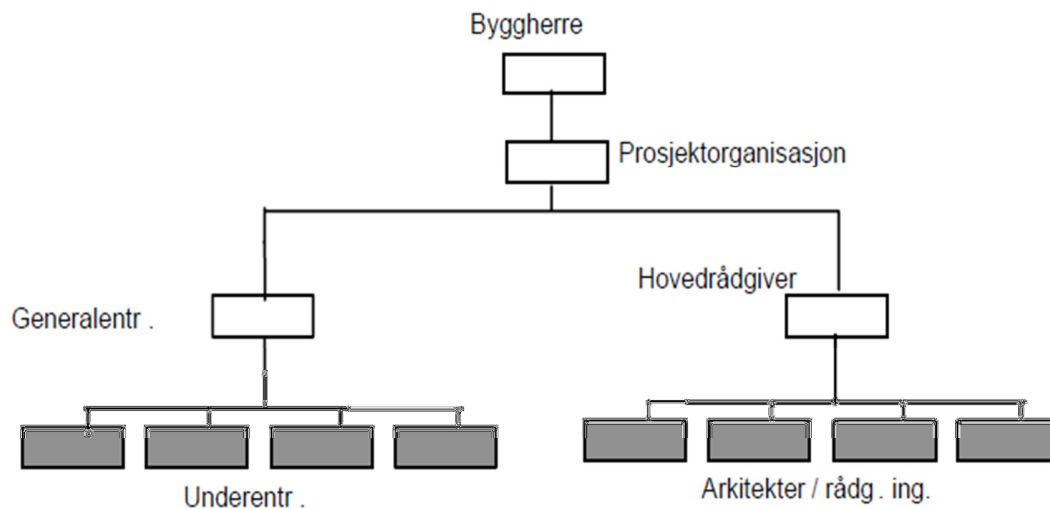 Byggherre
Prosjektorganisasjon
Hovedrådgiver
Generalentr .
Underentr .
Arkitekter / rådg . ing.